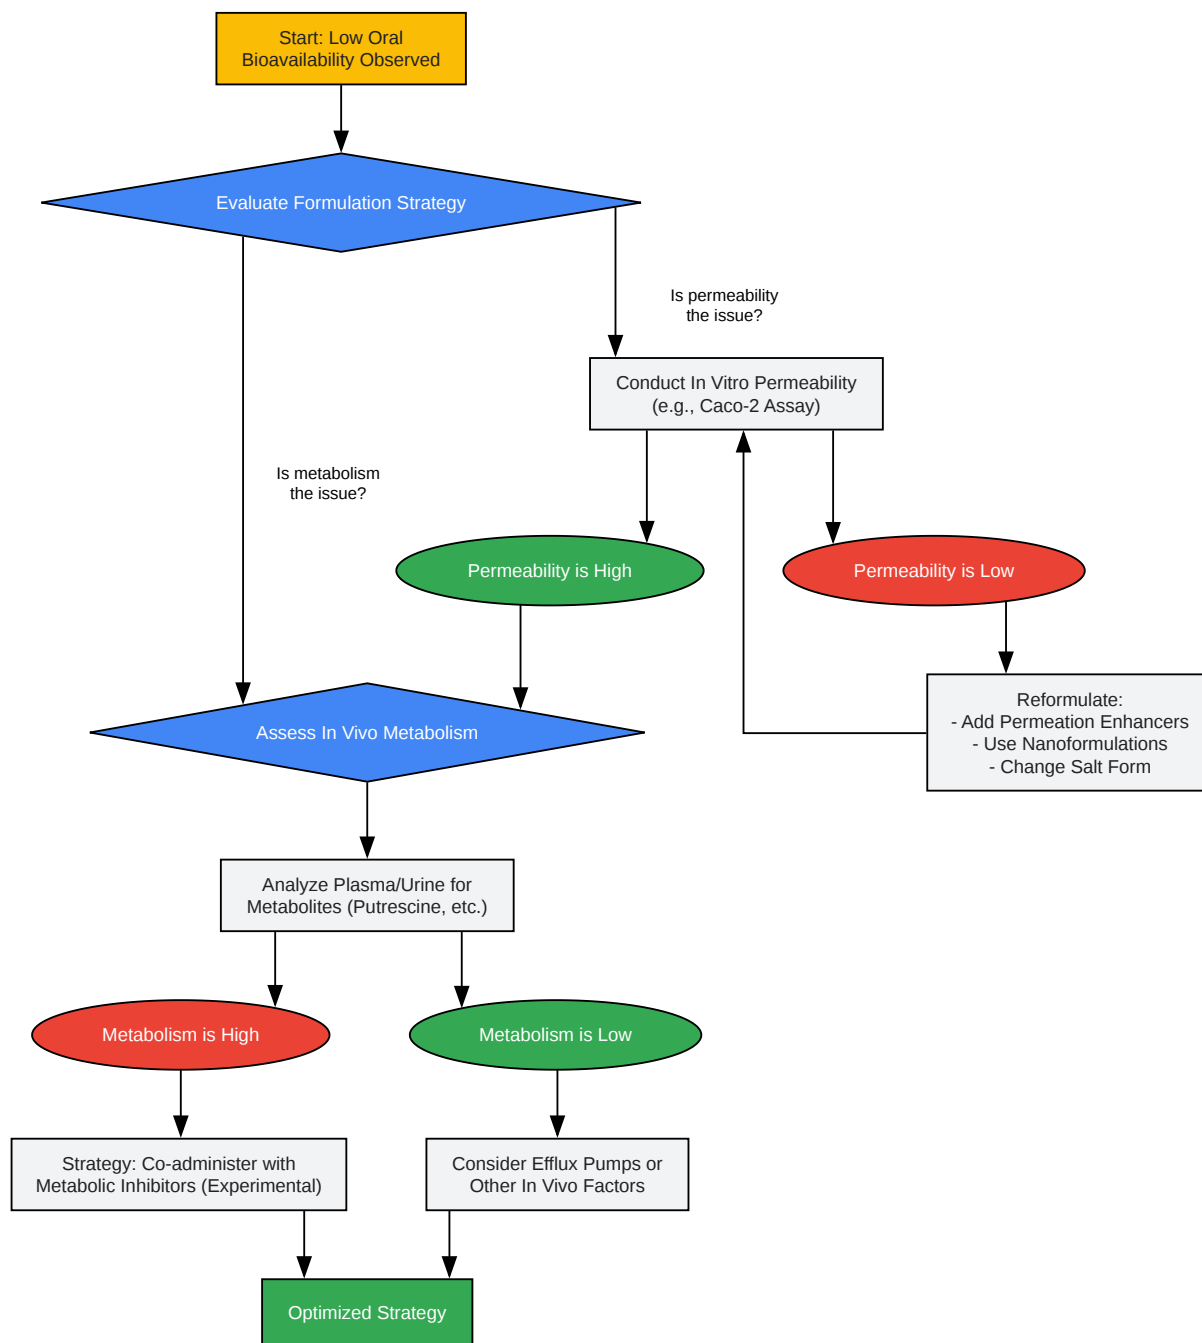 Start: Low Oral
Bioavailability Observed
Evaluate Formulation Strategy
Is permeability
the issue?
Conduct In Vitro Permeability
(e.g., Caco-2 Assay)
Is metabolism
the issue?
Permeability is High
Permeability is Low
Reformulate:
- Add Permeation Enhancers
- Use Nanoformulations
- Change Salt Form
Assess In Vivo Metabolism
Analyze Plasma/Urine for
Metabolites (Putrescine, etc.)
Metabolism is High
Metabolism is Low
Strategy: Co-administer with
Metabolic Inhibitors (Experimental)
Consider Efflux Pumps or
Other In Vivo Factors
Optimized Strategy